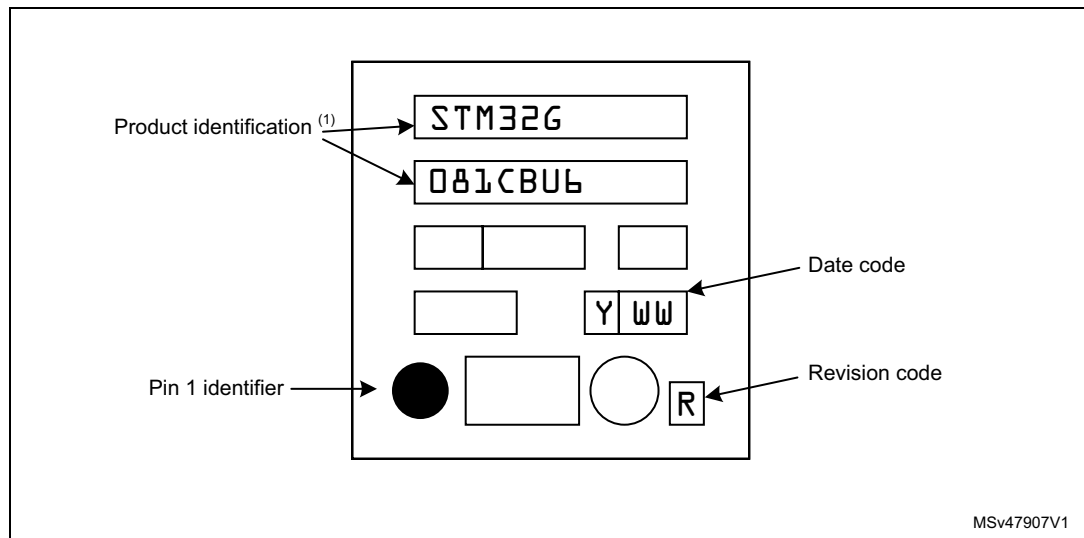 STM32G
Product identification (1)
081CBU6
Date code
Y WW
Pin 1 identifier
Revision code
R
MSv47907V1